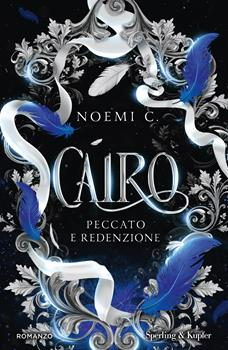 NOEMI C.
CAIRO
PECCATO
E REDENZIONE
ROMANZO
Sperling & Kupfer